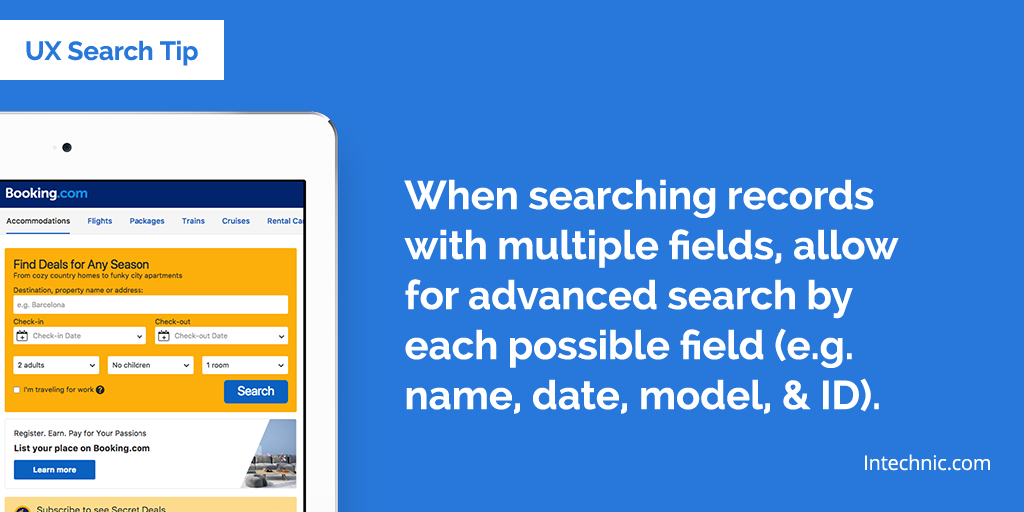 UX Search Tip
Booking.com
Accommodations Flights Packages Trains Cruises Rental Ca
Find Deals for Any Season
From cozy country homes to funky city apartments
Destination, property name or address:
e.g. Barcelona
Check-in Check-out
Check-in Date Check-out Date
2 adults No children 1 room
I'm traveling for work ?
Search
Register. Earn. Pay for Your Passions
List your place on Booking.com
Learn more
Subscribe to see Secret Deals
When searching records
with multiple fields, allow
for advanced search by
each possible field (e.g.
name, date, model, & ID).
Intechnic.com